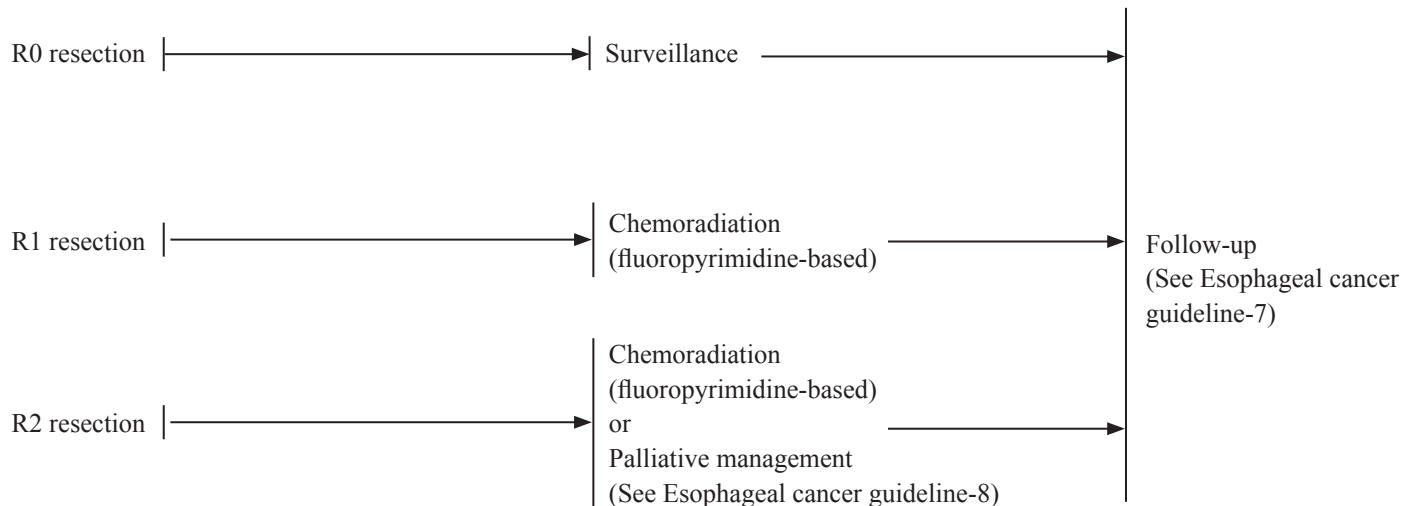 R0 resection
Surveillance
R1 resection
Chemoradiation
(fluoropyrimidine-based)
R2 resection
Chemoradiation
(fluoropyrimidine-based)
or
Palliative management
(See Esophageal cancer guideline-8)
Follow-up
(See Esophageal cancer
guideline-7)